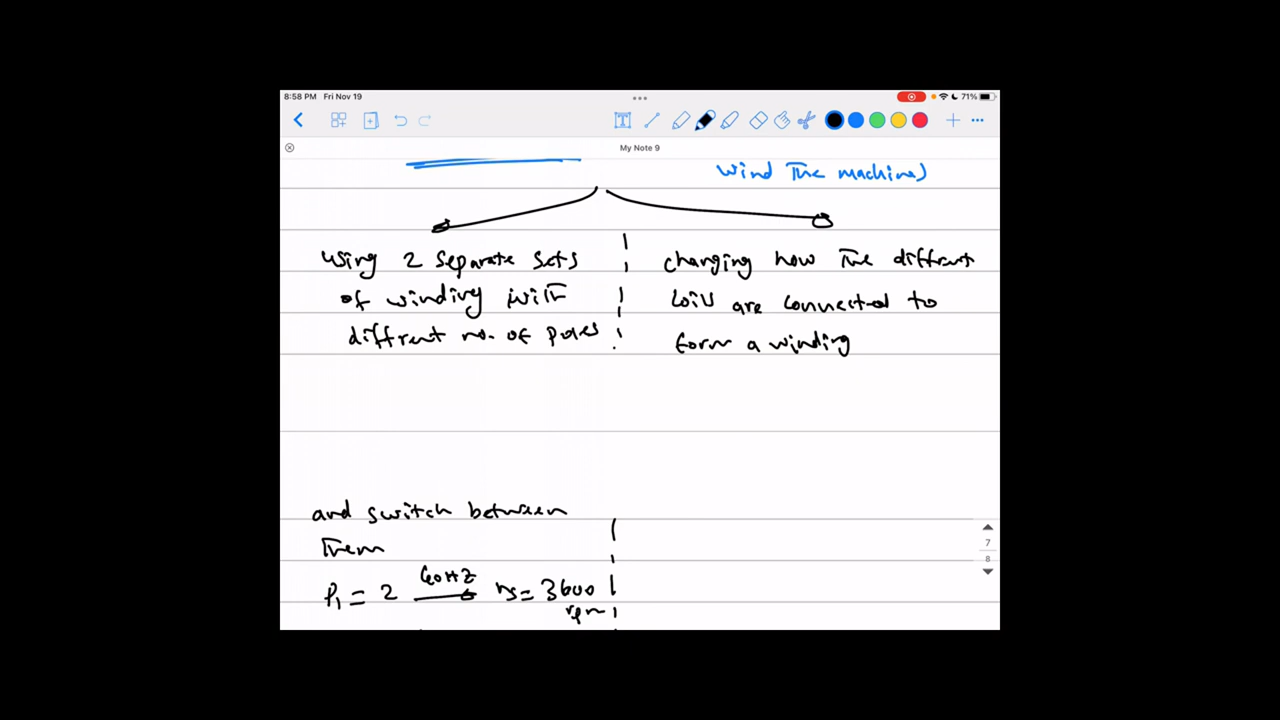 8:58 PM Fri Nov 19
71%
My Note 9
wind the machine)
using 2 separate sets
of winding with
diffrent no. of poles
changing how the diffrent
coils are connected to
form a winding
and switch between
them
P1 = 2 60HZ ns = 3600
rpm
7
8